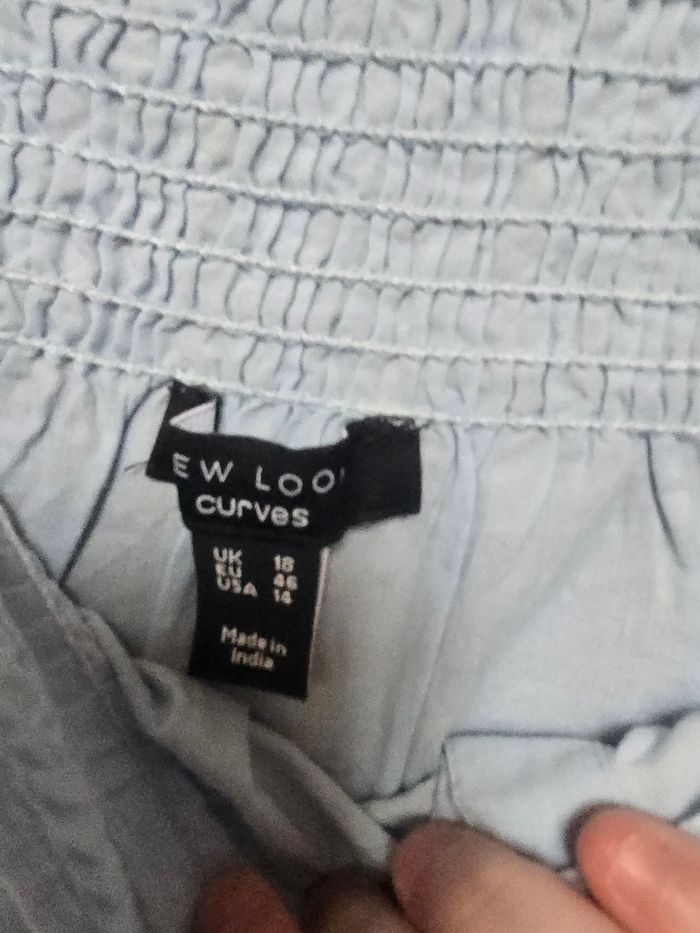 EW LOO
curves
UK 18
EU 46
USA 14
Made in
India